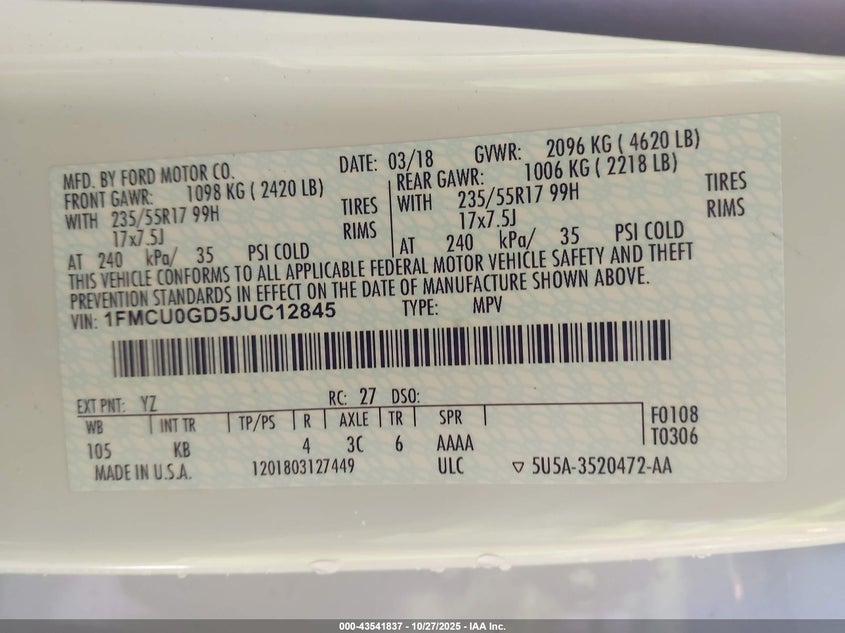 MFD. BY FORD MOTOR CO. DATE: 03/18 GVWR: 2096 KG ( 4620 LB)
FRONT GAWR: 1098 KG ( 2420 LB) REAR GAWR: 1006 KG ( 2218 LB)
WITH 235/55R17 99H TIRES WITH 235/55R17 99H TIRES
17x7.5J RIMS 17x7.5J RIMS
AT 240 kPa/ 35 PSI COLD AT 240 kPa/ 35 PSI COLD
THIS VEHICLE CONFORMS TO ALL APPLICABLE FEDERAL MOTOR VEHICLE SAFETY AND THEFT
PREVENTION STANDARDS IN EFFECT ON THE DATE OF MANUFACTURE SHOWN ABOVE.
VIN: 1FMCU0GD5JUC12845 TYPE: MPV
EXT PNT: YZ RC: 27 DSO:
WB INT TR TP/PS R AXLE TR SPR F0108
105 KB 4 3C 6 AAAA T0306
MADE IN U.S.A. 1201803127449 ULC ▽ 5U5A-3520472-AA
000-43541837 - 10/27/2025 - IAA Inc.